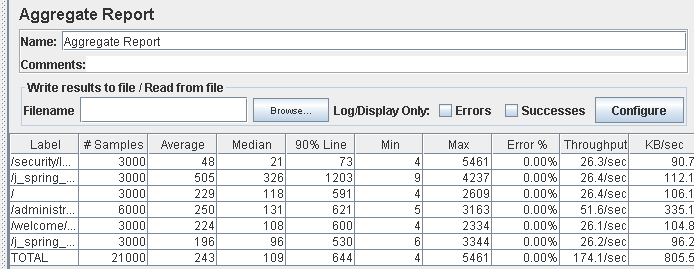 Aggregate Report
Name: Aggregate Report
Comments:
Write results to file / Read from file
Filename Browse... Log/Display Only: Errors Successes Configure
Label # Samples Average Median 90% Line Min Max Error % Throughput KB/sec
/security/l... 3000 48 21 73 4 5461 0.00% 26.3/sec 90.7
/j_spring_... 3000 505 326 1203 9 4237 0.00% 26.4/sec 112.1
/ 3000 229 118 591 4 2609 0.00% 26.4/sec 106.1
/administr... 6000 250 131 621 5 3163 0.00% 51.6/sec 335.1
/welcome/... 3000 224 108 600 4 2334 0.00% 26.1/sec 104.8
/j_spring_... 3000 196 96 530 6 3344 0.00% 26.2/sec 96.2
TOTAL 21000 243 109 644 4 5461 0.00% 174.1/sec 805.5